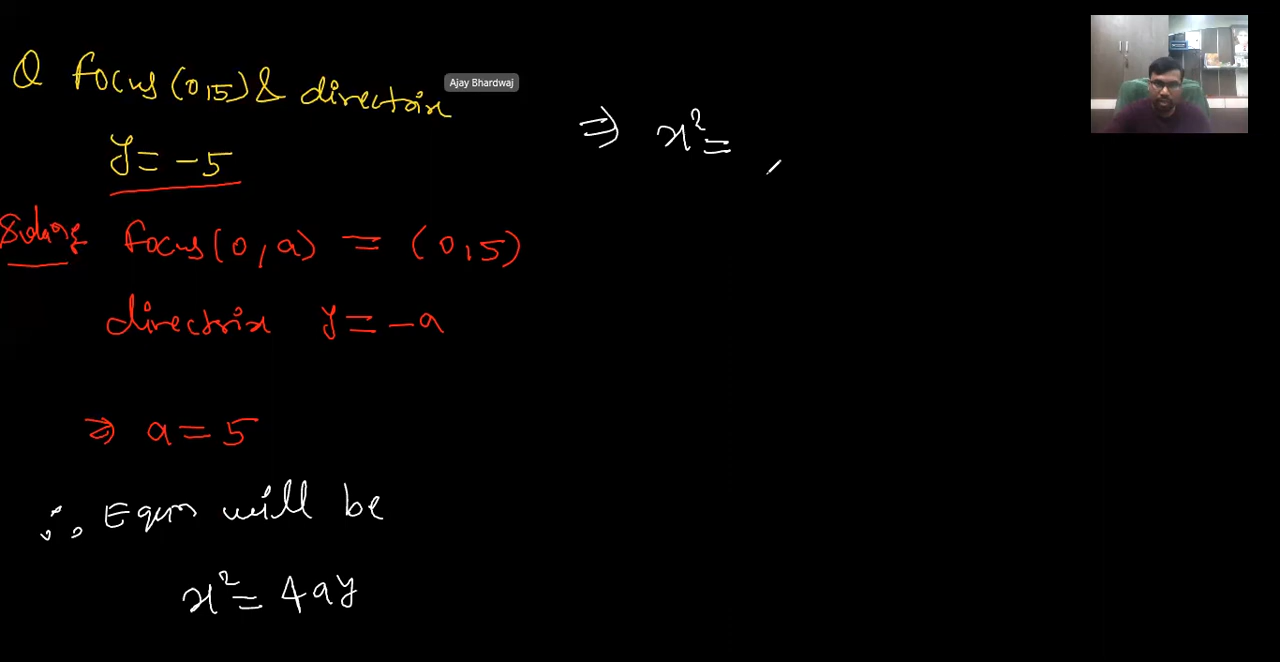 Q focus (0,5) & directrix
Ajay Bhardwaj
y = -5
focus (0, a) = (0,5)
directrix y = -a
⇒ a = 5
∴ Eqn will be
x² = 4ay
⇒ x² =